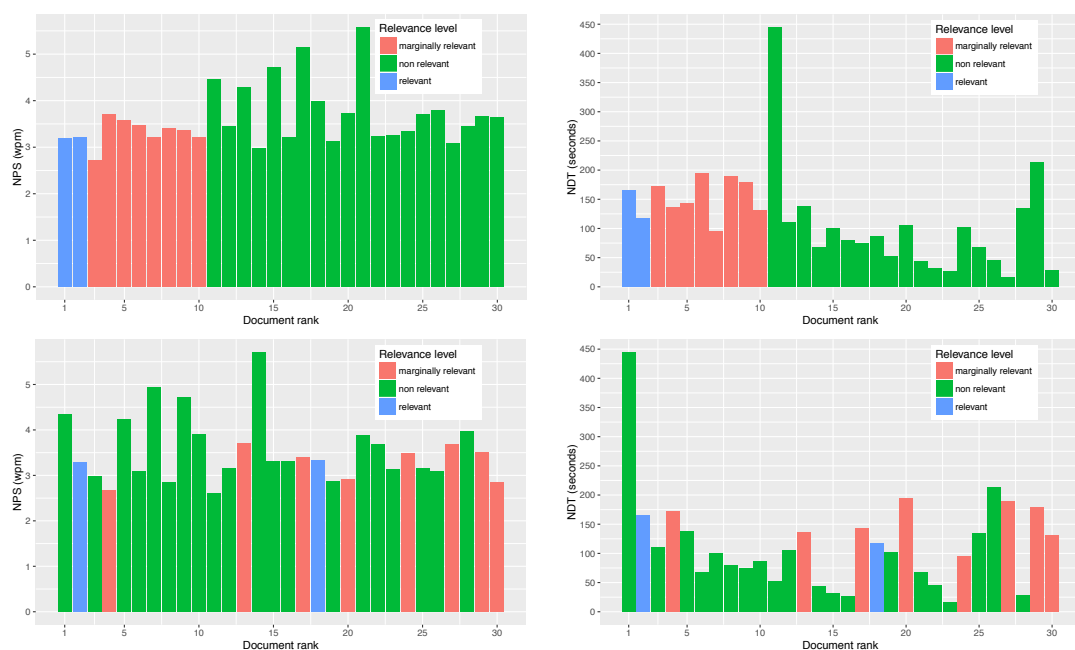 NPS (wpm)
5
4
3
2
1
0
Relevance level
marginally relevant
non relevant
relevant
1 5 10 15 20 25 30
Document rank
NDT (seconds)
450
400
350
300
250
200
150
100
50
0
Relevance level
marginally relevant
non relevant
relevant
1 5 10 15 20 25 30
Document rank
NPS (wpm)
5
4
3
2
1
0
Relevance level
marginally relevant
non relevant
relevant
1 5 10 15 20 25 30
Document rank
NDT (seconds)
450
400
350
300
250
200
150
100
50
0
Relevance level
marginally relevant
non relevant
relevant
1 5 10 15 20 25 30
Document rank